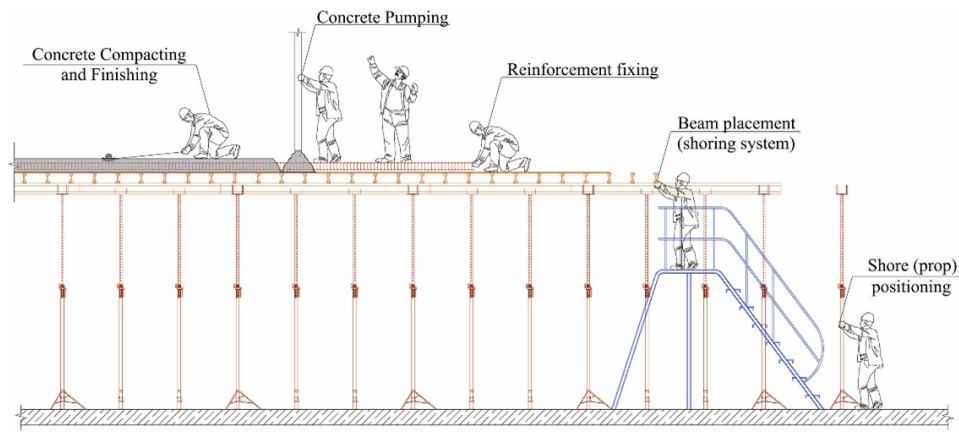 Concrete Pumping
Concrete Compacting
and Finishing
Reinforcement fixing
Beam placement
(shoring system)
Shore (prop)
positioning